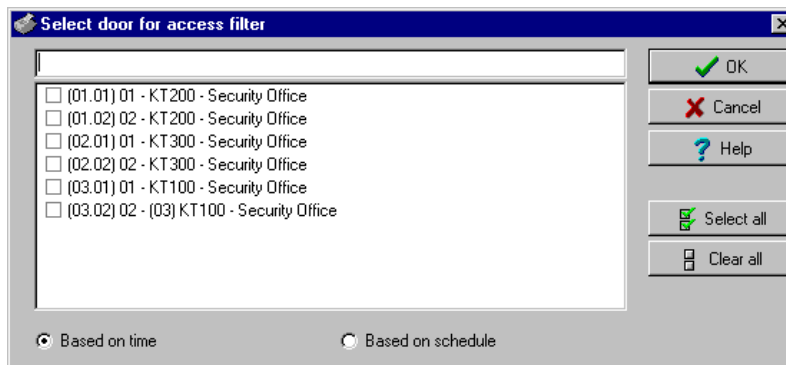 Select door for access filter
OK
(01.01) 01 - KT200 - Security Office
(01.02) 02 - KT200 - Security Office
Cancel
(02.01) 01 - KT300 - Security Office
(02.02) 02 - KT300 - Security Office
Help
(03.01) 01 - KT100 - Security Office
(03.02) 02 - (03) KT100 - Security Office
Select all
Clear all
Based on time
Based on schedule